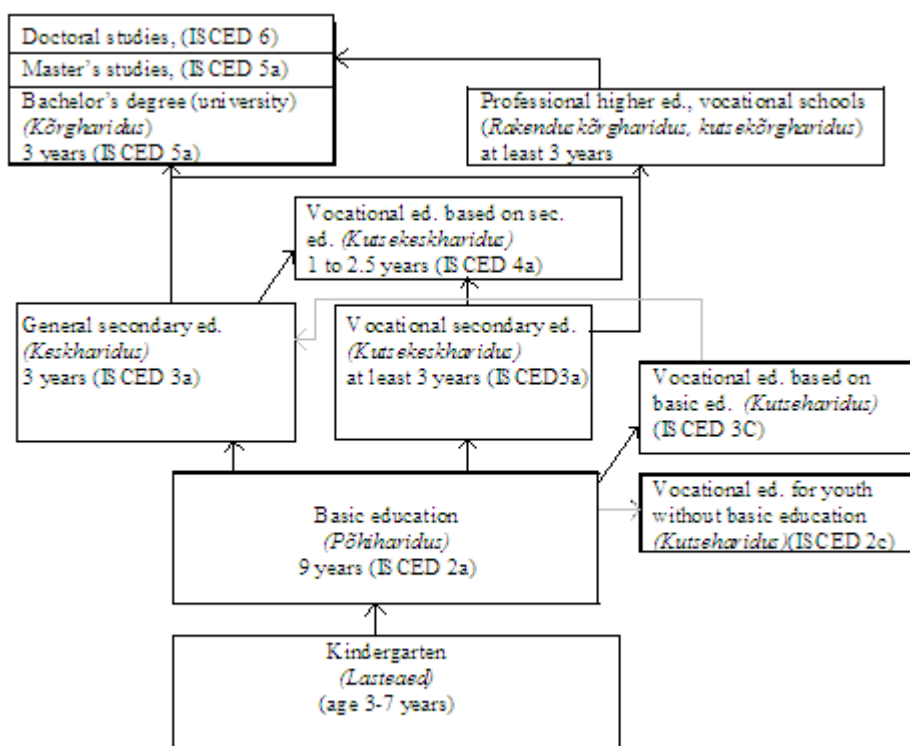 Doctoral studies, (ISCED 6)
Master's studies, (ISCED 5a)
Bachelor's degree (university)
(Kõrgharidus)
3 years (ISCED 5a)
Professional higher ed., vocational schools
(Rakenduskõrgharidus, kutsekõrgharidus)
at least 3 years
Vocational ed. based on sec.
ed. (Kutsekeskharidus)
1 to 2.5 years (ISCED 4a)
General secondary ed.
(Keskharidus)
3 years (ISCED 3a)
Vocational secondary ed.
(Kutsekeskharidus)
at least 3 years (ISCED3a)
Vocational ed. based on
basic ed. (Kutseharidus)
(ISCED 3C)
Vocational ed. for youth
without basic education
(Kutseharidus)(ISCED 2c)
Basic education
(Põhiharidus)
9 years (ISCED 2a)
Kindergarten
(Lasteaed)
(age 3-7 years)